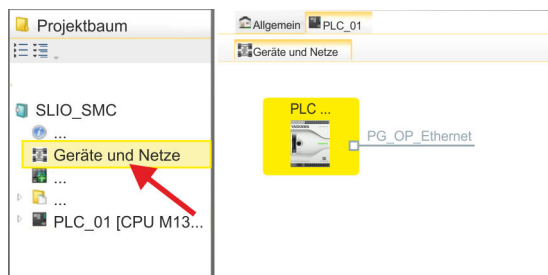 Projektbaum
SLIO_SMC
...
Geräte und Netze
...
...
PLC_01 [CPU M13...
Allgemein PLC_01
Geräte und Netze
PLC ...
PG_OP_Ethernet